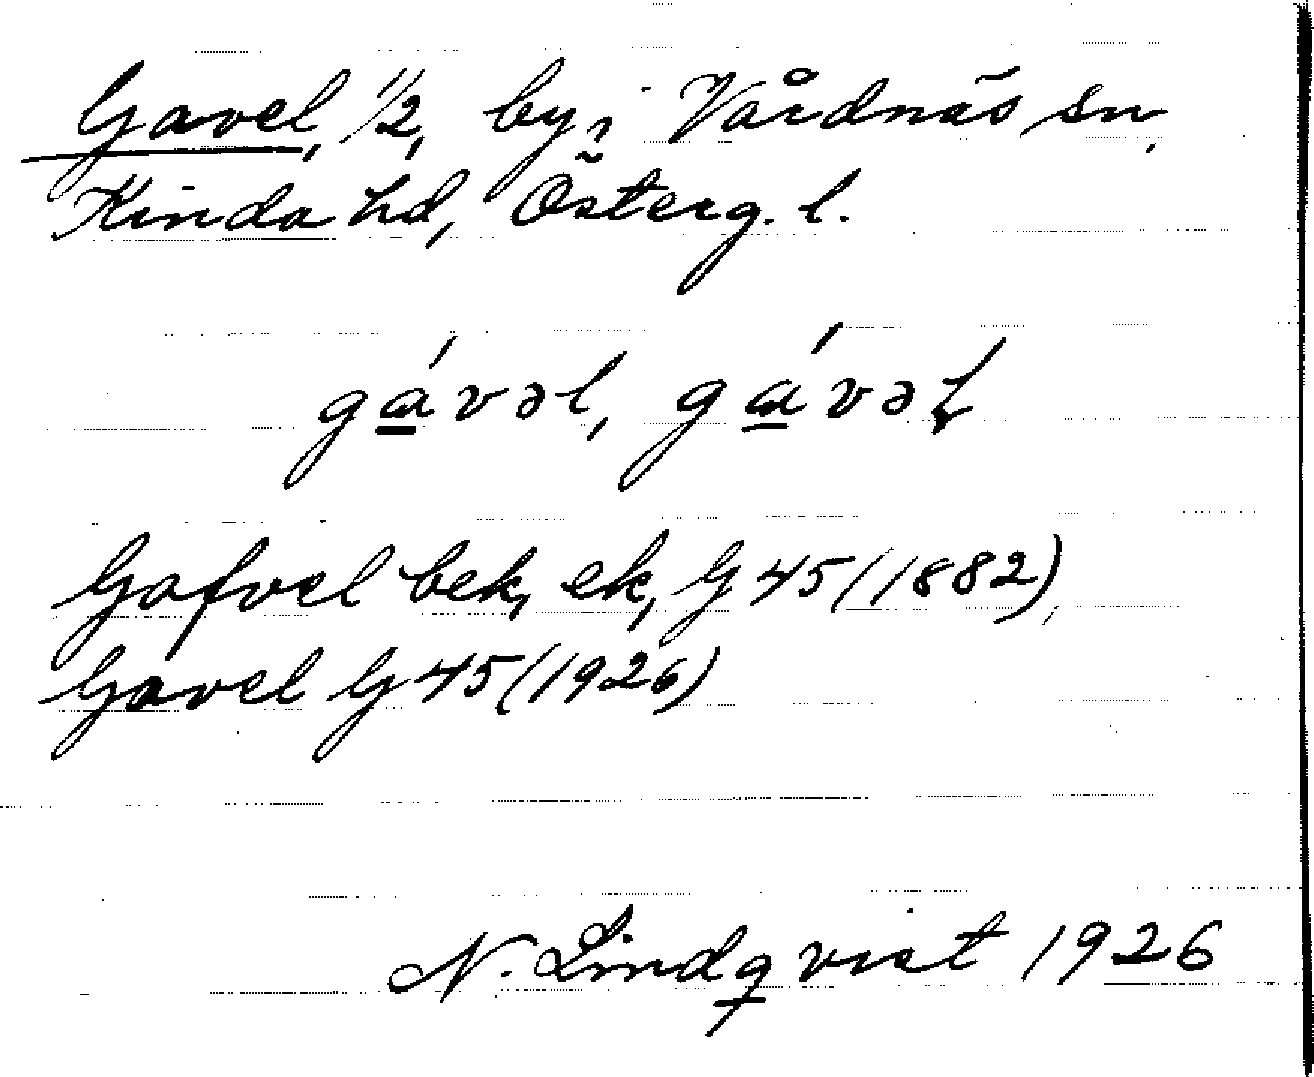 Gavel, 1/2, by, i Vårdnäs sn,
Kinda hd, Österg. l.
gávəl, gávəɫ
Gafvel bek, ek, G 45 (1882),
Gavel G 45 (1926)
N. Lindqvist 1926